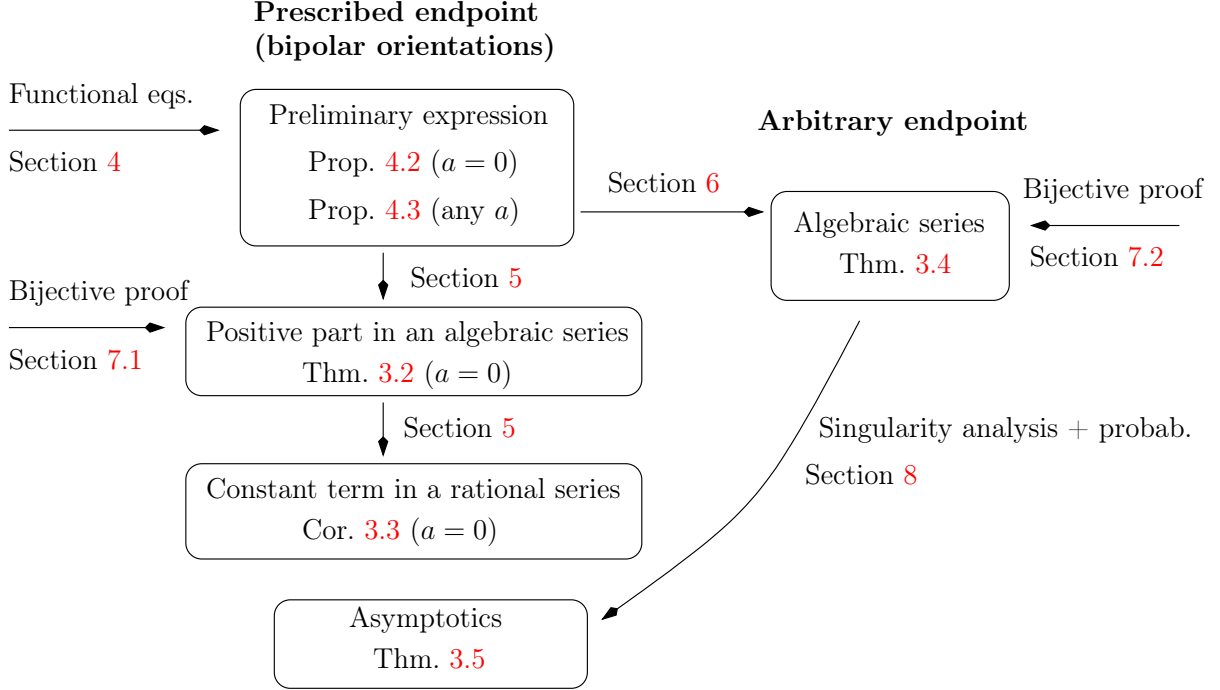 Prescribed endpoint
(bipolar orientations)
Functional eqs.
Section 4
Preliminary expression
Prop. 4.2 (a = 0)
Prop. 4.3 (any a)
Arbitrary endpoint
Section 6
Algebraic series
Thm. 3.4
Bijective proof
Section 7.2
Section 5
Bijective proof
Section 7.1
Positive part in an algebraic series
Thm. 3.2 (a = 0)
Section 5
Singularity analysis + probab.
Section 8
Constant term in a rational series
Cor. 3.3 (a = 0)
Asymptotics
Thm. 3.5